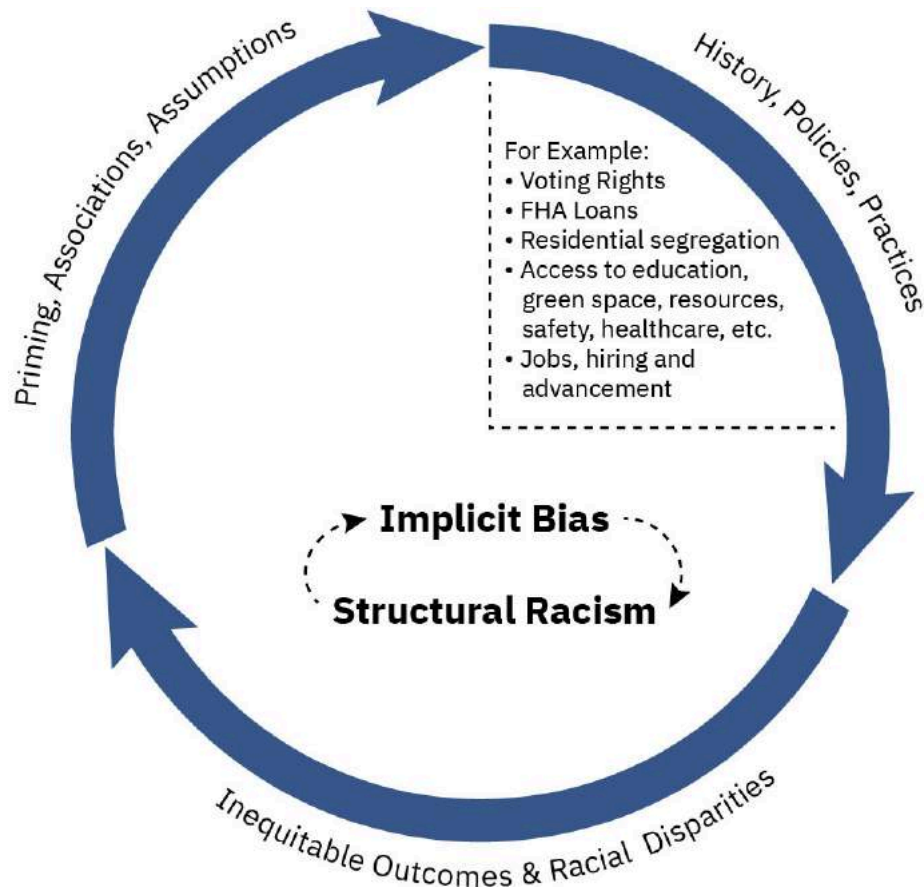 Priming, Associations, Assumptions
History, Policies, Practices
For Example:
• Voting Rights
• FHA Loans
• Residential segregation
• Access to education,
green space, resources,
safety, healthcare, etc.
• Jobs, hiring and
advancement
Implicit Bias
Structural Racism
Inequitable Outcomes & Racial Disparities